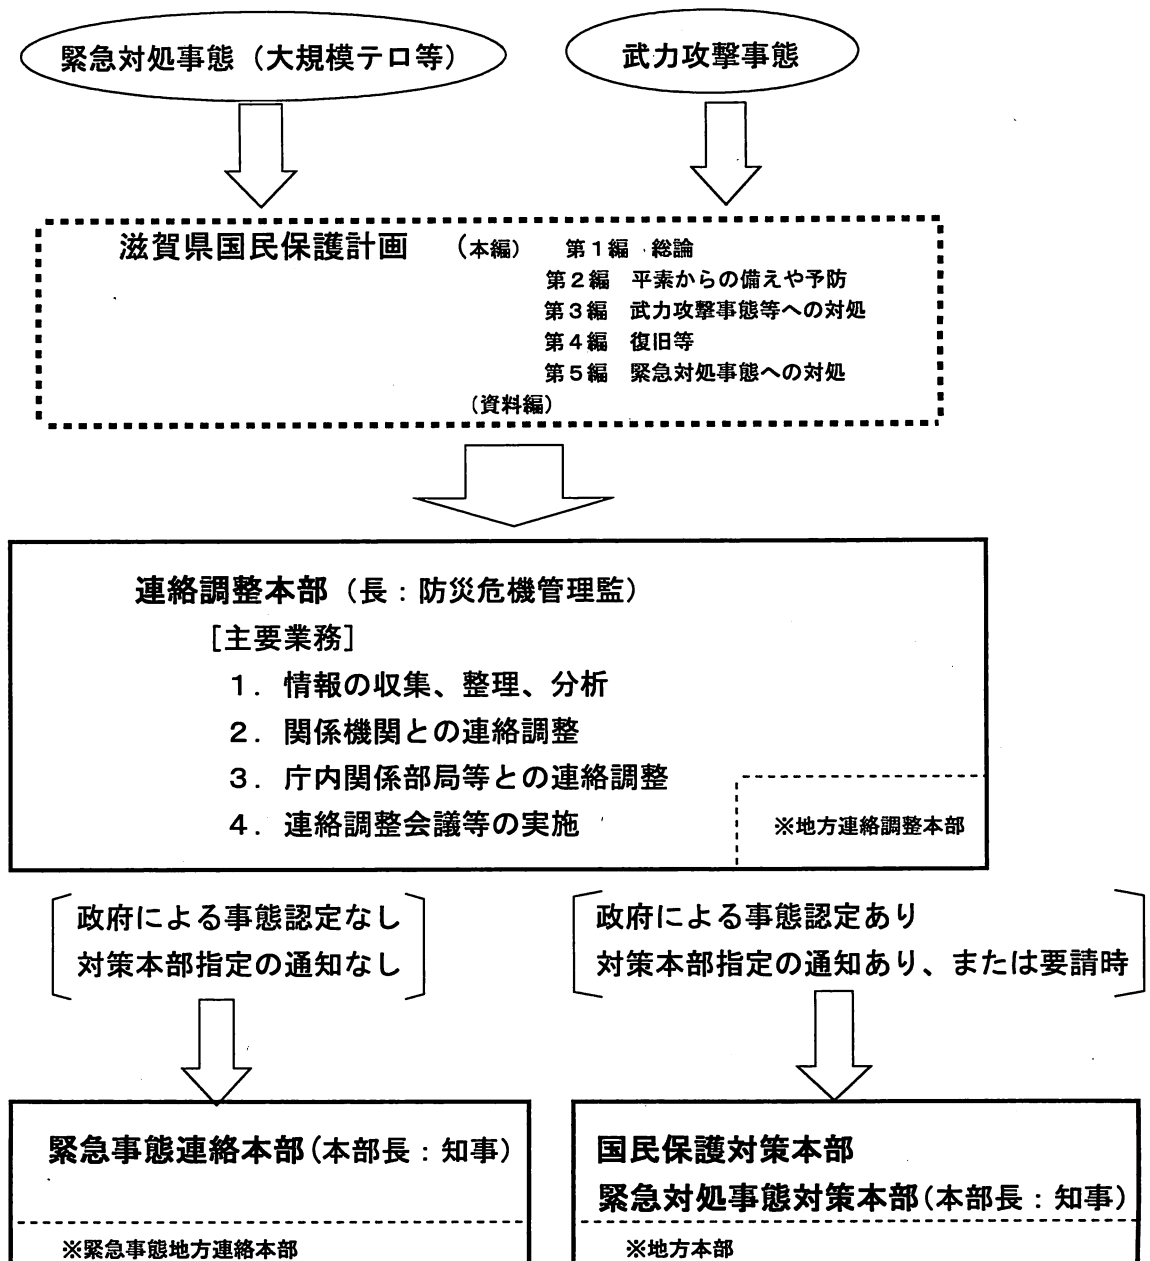 緊急対処事態（大規模テロ等）
武力攻撃事態
滋賀県国民保護計画　（本編）　第１編　総論
第２編　平素からの備えや予防
第３編　武力攻撃事態等への対処
第４編　復旧等
第５編　緊急対処事態への対処
（資料編）
連絡調整本部（長：防災危機管理監）
［主要業務］
１．情報の収集、整理、分析
２．関係機関との連絡調整
３．庁内関係部局等との連絡調整
４．連絡調整会議等の実施
※地方連絡調整本部
政府による事態認定なし
対策本部指定の通知なし
政府による事態認定あり
対策本部指定の通知あり、または要請時
緊急事態連絡本部（本部長：知事）
※緊急事態地方連絡本部
国民保護対策本部
緊急対処事態対策本部（本部長：知事）
※地方本部